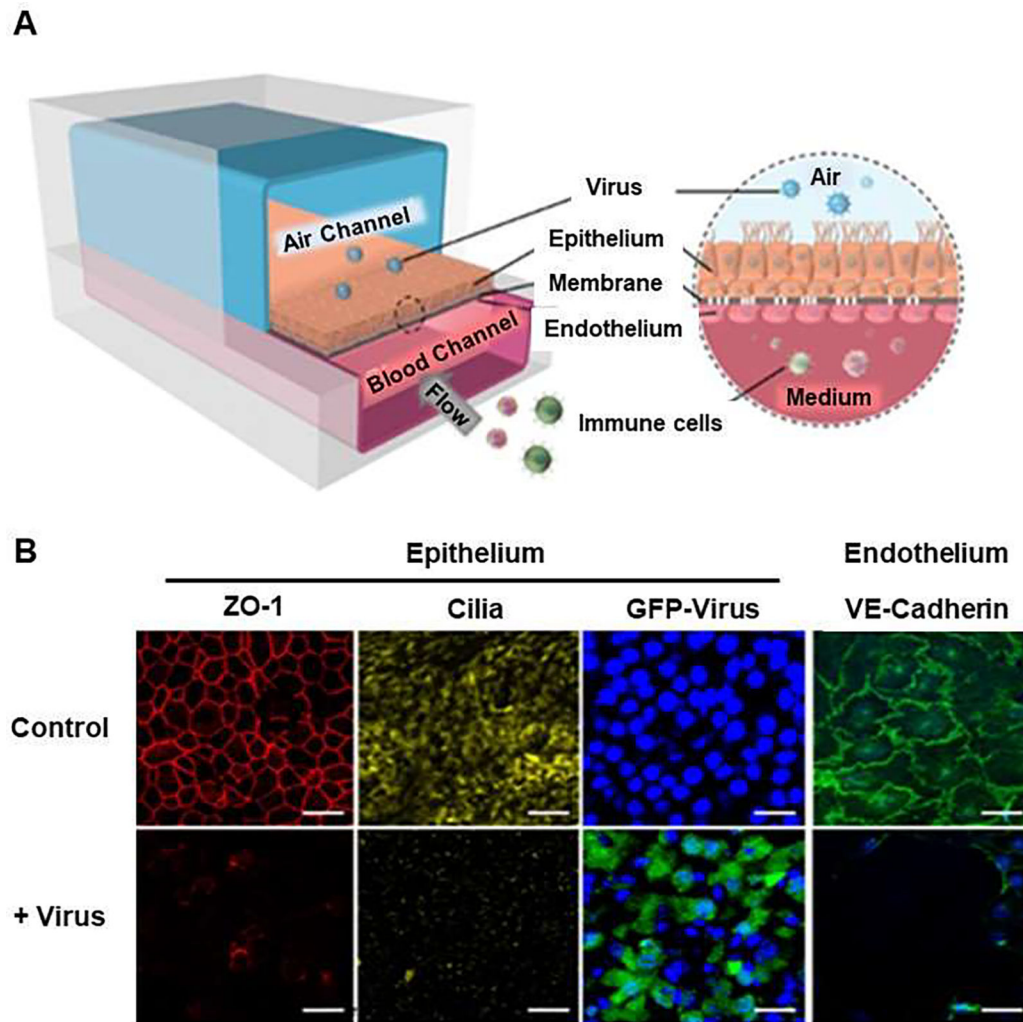 A
Air Channel
Blood Channel
Flow
Virus
Epithelium
Membrane
Endothelium
Immune cells
Air
Medium
B
Epithelium
Endothelium
ZO-1
Cilia
GFP-Virus
VE-Cadherin
Control
+ Virus